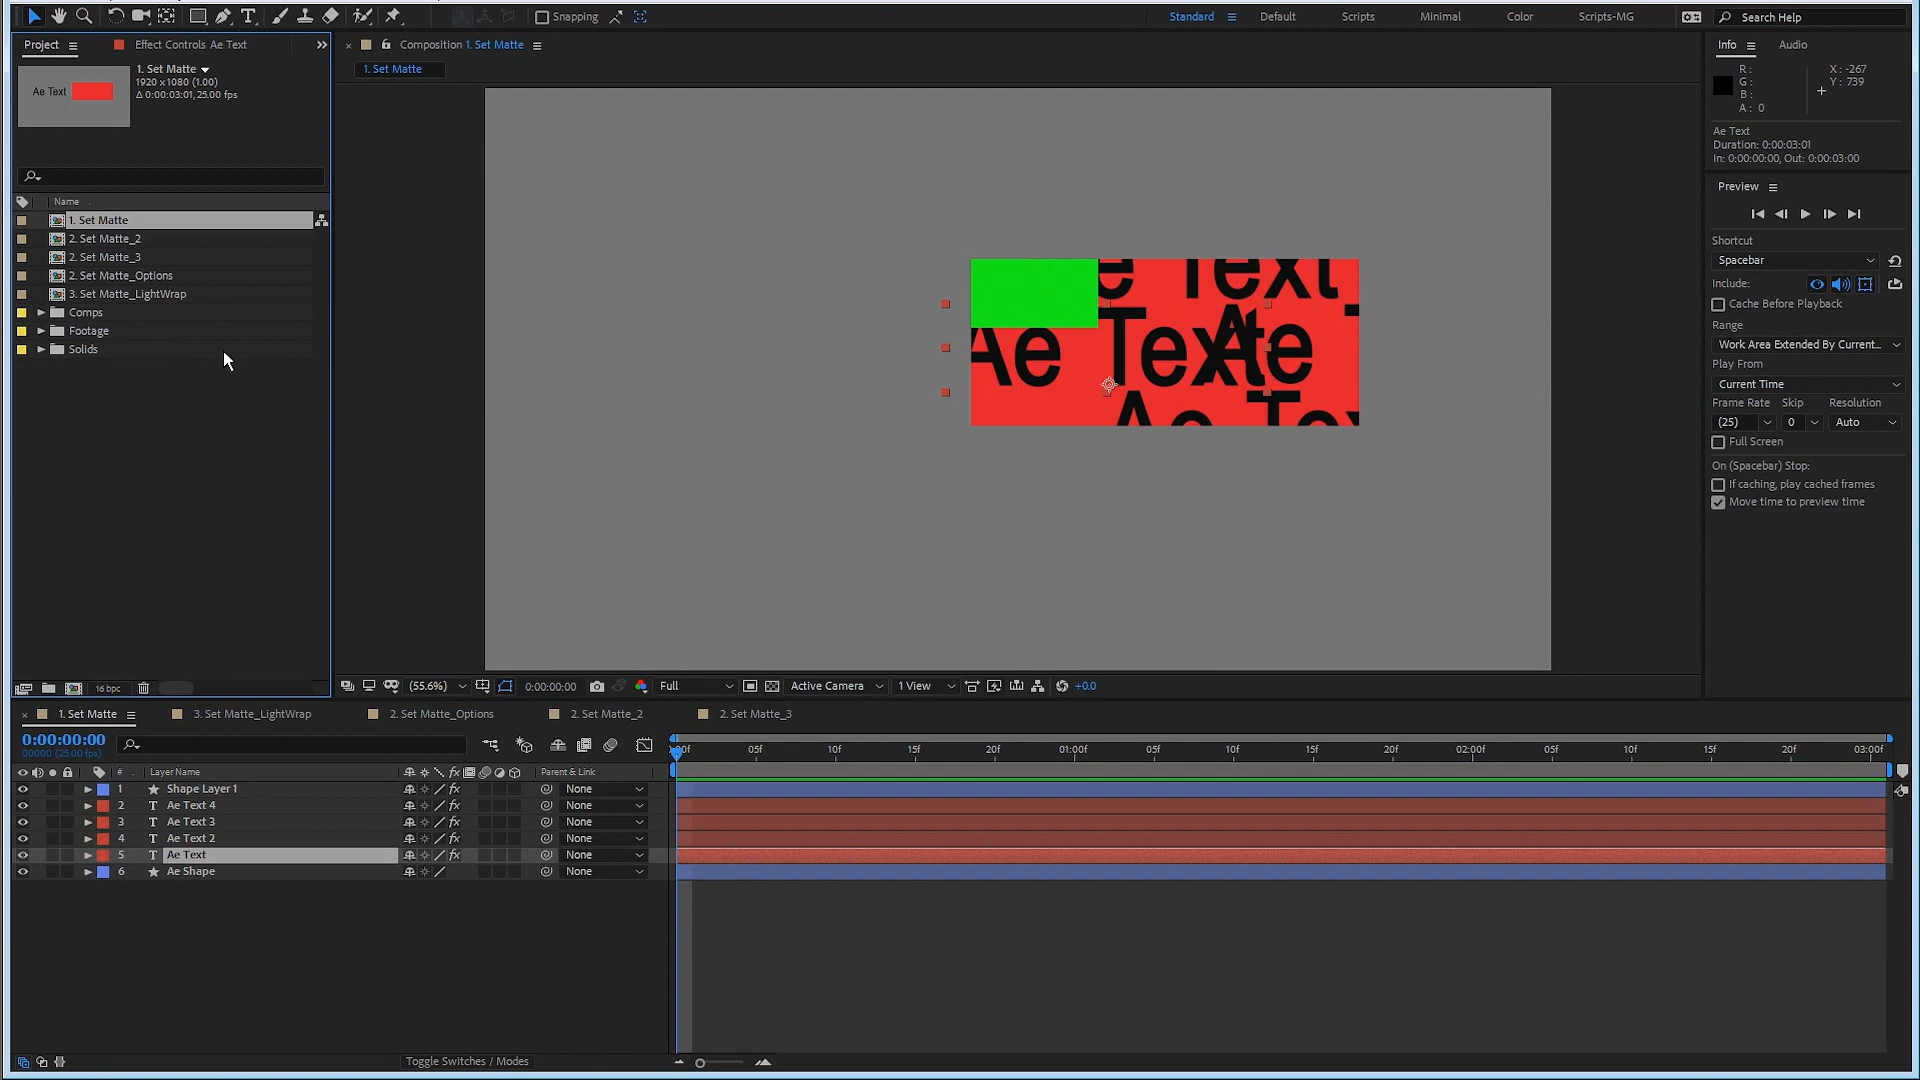 Snapping
Standard
Default
Scripts
Minimal
Color
Scripts-MG
Search Help
Project
Effect Controls Ae Text
Composition 1. Set Matte
Info
Audio
1. Set Matte
1920 x 1080 (1.00)
Δ 0:00:03:01, 25.00 fps
Ae Text
1. Set Matte
R :
G :
B :
A : 0
X : -267
Y : 739
Ae Text
Duration: 0:00:03:01
In: 0:00:00:00, Out: 0:00:03:00
Preview
Name
1. Set Matte
2. Set Matte_2
2. Set Matte_3
2. Set Matte_Options
3. Set Matte_LightWrap
Comps
Footage
Solids
e Text
Ae Text
Ae
Ae Te
Shortcut
Spacebar
Include:
Cache Before Playback
Range
Work Area Extended By Current...
Play From
Current Time
Frame Rate Skip Resolution
(25) 0 Auto
Full Screen
On (Spacebar) Stop:
If caching, play cached frames
Move time to preview time
16 bpc
(55.6%)
0:00:00:00
Full
Active Camera
1 View
+0.0
1. Set Matte
3. Set Matte_LightWrap
2. Set Matte_Options
2. Set Matte_2
2. Set Matte_3
0:00:00:00
00000 (25.00 fps)
:00f 05f 10f 15f 20f 01:00f 05f 10f 15f 20f 02:00f 05f 10f 15f 20f 03:00f
# Layer Name fx Parent & Link
1 Shape Layer 1 None
2 Ae Text 4 fx None
3 Ae Text 3 fx None
4 Ae Text 2 fx None
5 Ae Text fx None
6 Ae Shape None
Toggle Switches / Modes